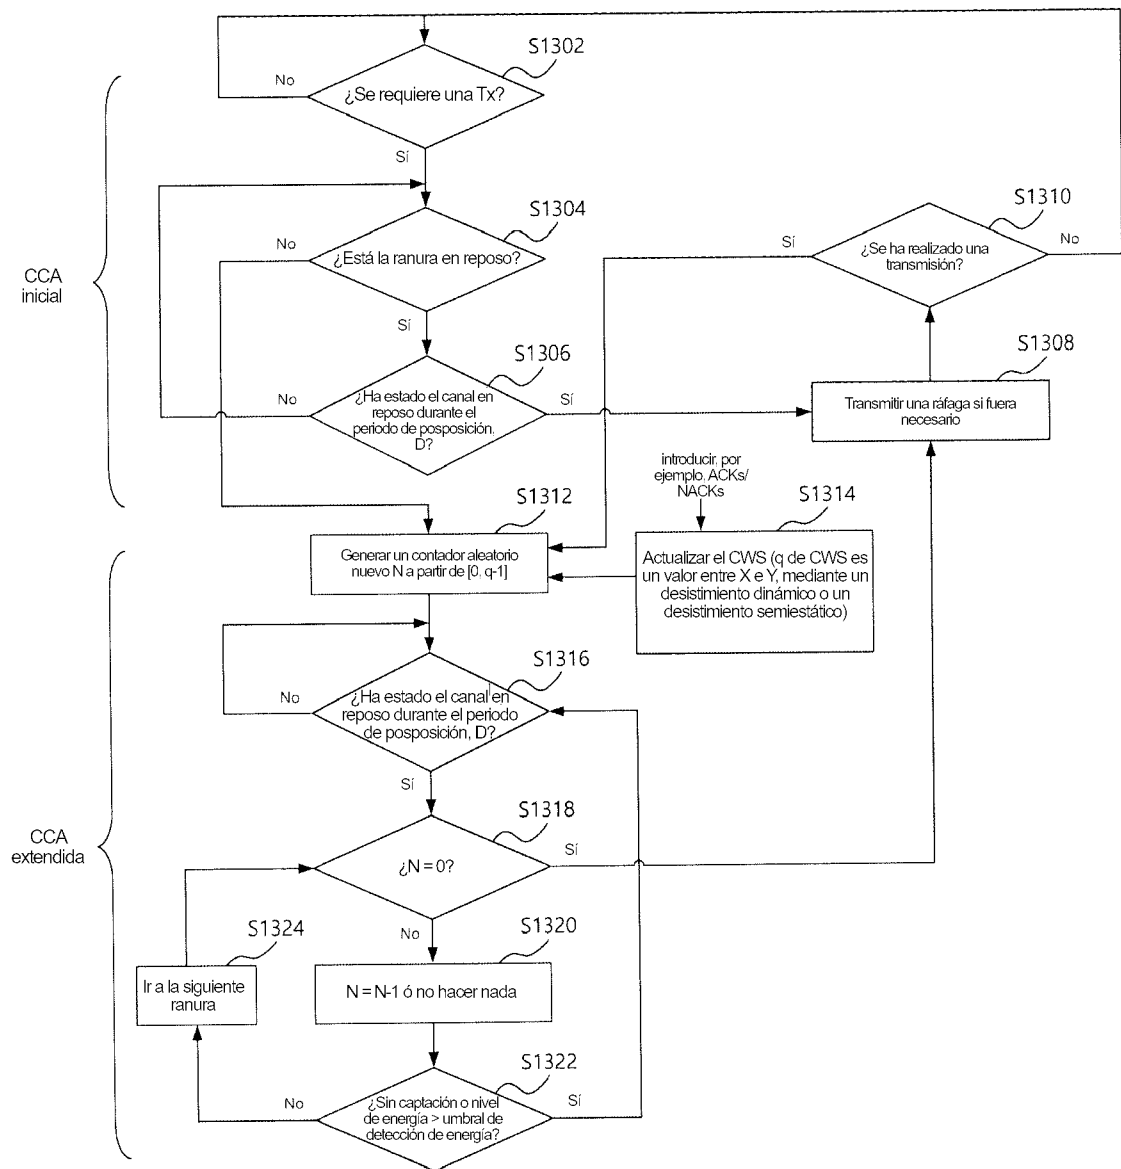 S1302
No
¿Se requiere una Tx?
Sí
S1304
No
¿Está la ranura en reposo?
Sí
S1310
Sí
¿Se ha realizado una
transmisión?
No
CCA
inicial
S1306
No
¿Ha estado el canal en
reposo durante el
periodo de posposición,
D?
Sí
S1308
Transmitir una ráfaga si fuera
necesario
introducir, por
ejemplo, ACKs/
NACKs
S1312
Generar un contador aleatorio
nuevo N a partir de [0, q-1]
S1314
Actualizar el CWS (q de CWS es
un valor entre X e Y, mediante un
desistimiento dinámico o un
desistimiento semiestático)
S1316
No
¿Ha estado el canal en
reposo durante el periodo
de posposición, D?
Sí
CCA
extendida
S1318
¿N = 0?
Sí
No
S1324
Ir a la siguiente
ranura
S1320
N = N-1 ó no hacer nada
S1322
No
¿Sin captación o nivel
de energía > umbral de
detección de energía?
Sí